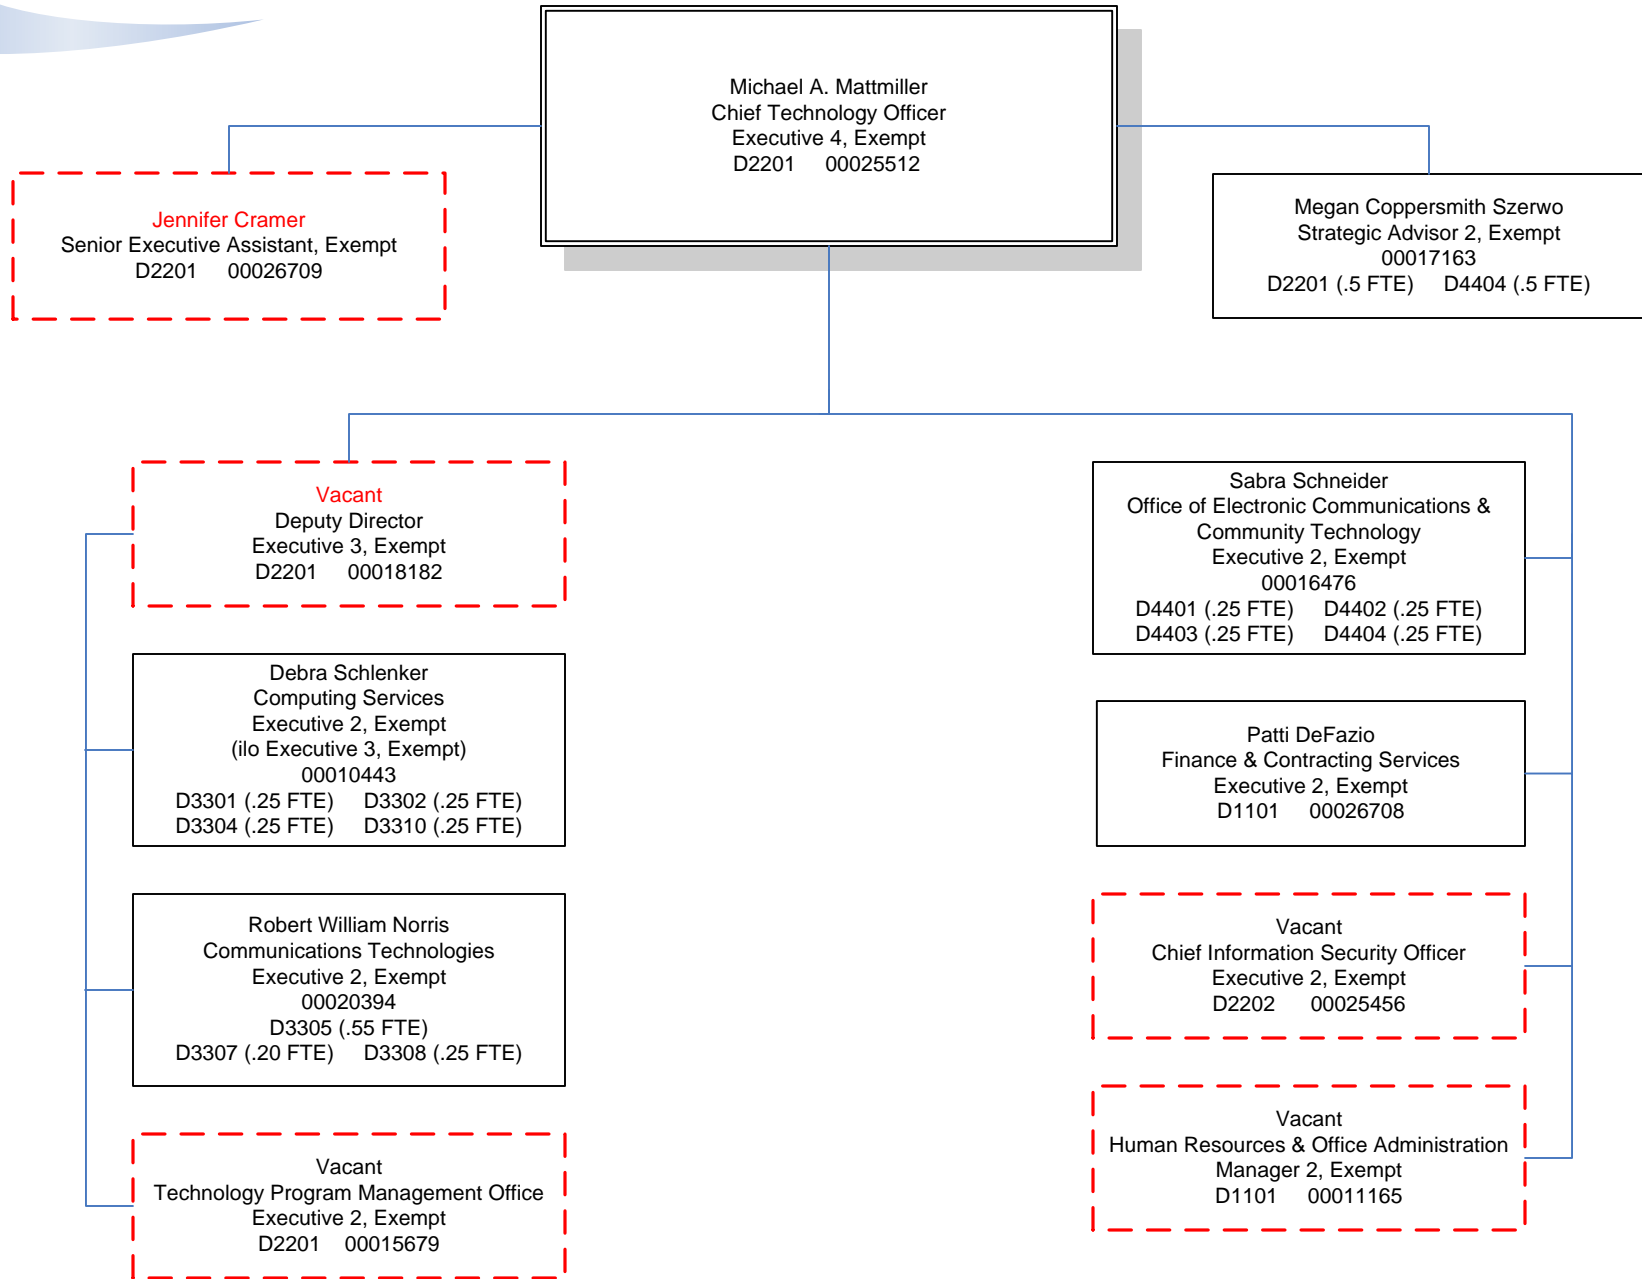 Michael A. Mattmiller
Chief Technology Officer
Executive 4, Exempt
D2201 00025512
Jennifer Cramer
Senior Executive Assistant, Exempt
D2201 00026709
Megan Coppersmith Szerwo
Strategic Advisor 2, Exempt
00017163
D2201 (.5 FTE) D4404 (.5 FTE)
Vacant
Deputy Director
Executive 3, Exempt
D2201 00018182
Debra Schlenker
Computing Services
Executive 2, Exempt
(ilo Executive 3, Exempt)
00010443
D3301 (.25 FTE) D3302 (.25 FTE)
D3304 (.25 FTE) D3310 (.25 FTE)
Robert William Norris
Communications Technologies
Executive 2, Exempt
00020394
D3305 (.55 FTE)
D3307 (.20 FTE) D3308 (.25 FTE)
Vacant
Technology Program Management Office
Executive 2, Exempt
D2201 00015679
Sabra Schneider
Office of Electronic Communications &
Community Technology
Executive 2, Exempt
00016476
D4401 (.25 FTE) D4402 (.25 FTE)
D4403 (.25 FTE) D4404 (.25 FTE)
Patti DeFazio
Finance & Contracting Services
Executive 2, Exempt
D1101 00026708
Vacant
Chief Information Security Officer
Executive 2, Exempt
D2202 00025456
Vacant
Human Resources & Office Administration
Manager 2, Exempt
D1101 00011165